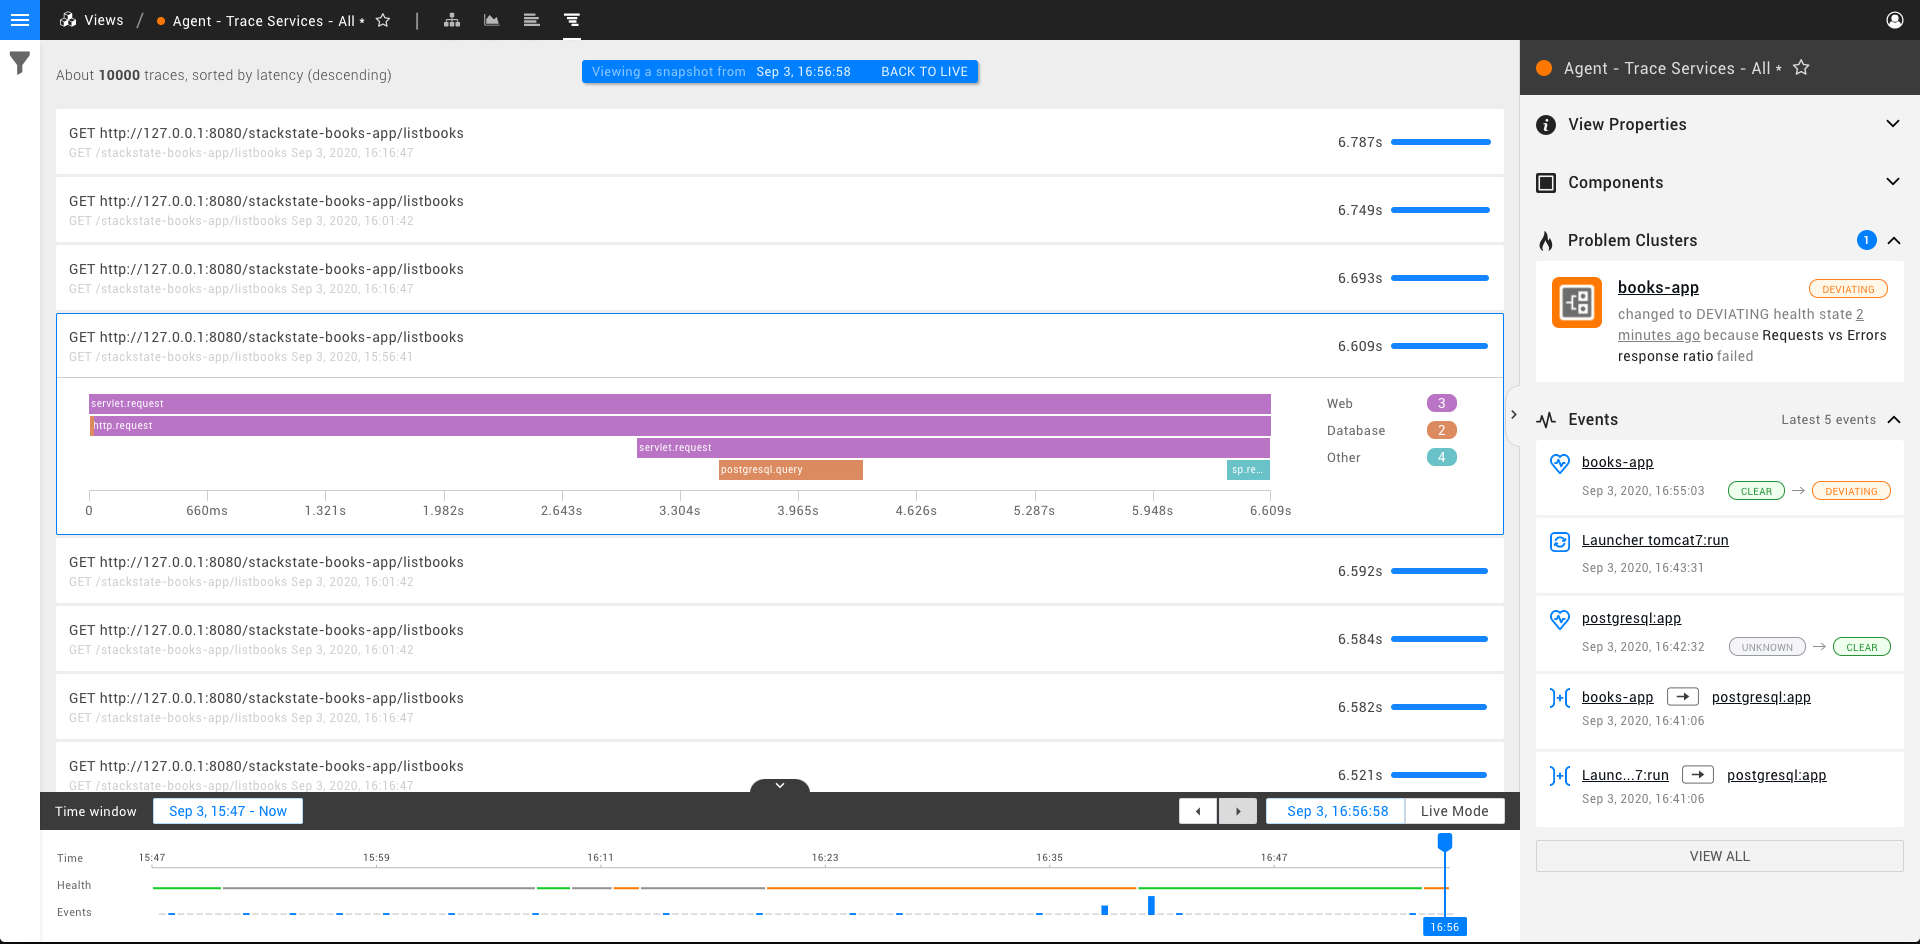 Views / Agent - Trace Services - All *
About 10000 traces, sorted by latency (descending)
Viewing a snapshot from Sep 3, 16:56:58 BACK TO LIVE
GET http://127.0.0.1:8080/stackstate-books-app/listbooks
GET /stackstate-books-app/listbooks Sep 3, 2020, 16:16:47
6.787s
GET http://127.0.0.1:8080/stackstate-books-app/listbooks
GET /stackstate-books-app/listbooks Sep 3, 2020, 16:01:42
6.749s
GET http://127.0.0.1:8080/stackstate-books-app/listbooks
GET /stackstate-books-app/listbooks Sep 3, 2020, 16:16:47
6.693s
GET http://127.0.0.1:8080/stackstate-books-app/listbooks
GET /stackstate-books-app/listbooks Sep 3, 2020, 15:56:41
6.609s
servlet.request
http.request
servlet.request
postgresql.query
sp.re...
Web 3
Database 2
Other 4
0 660ms 1.321s 1.982s 2.643s 3.304s 3.965s 4.626s 5.287s 5.948s 6.609s
GET http://127.0.0.1:8080/stackstate-books-app/listbooks
GET /stackstate-books-app/listbooks Sep 3, 2020, 16:01:42
6.592s
GET http://127.0.0.1:8080/stackstate-books-app/listbooks
GET /stackstate-books-app/listbooks Sep 3, 2020, 16:01:42
6.584s
GET http://127.0.0.1:8080/stackstate-books-app/listbooks
GET /stackstate-books-app/listbooks Sep 3, 2020, 16:16:47
6.582s
GET http://127.0.0.1:8080/stackstate-books-app/listbooks
GET /stackstate-books-app/listbooks Sep 3, 2020, 16:16:47
6.521s
Time window Sep 3, 15:47 - Now Sep 3, 16:56:58 Live Mode
Time 15:47 15:59 16:11 16:23 16:35 16:47
Health
Events
16:56
Agent - Trace Services - All *
View Properties
Components
Problem Clusters 1
books-app DEVIATING
changed to DEVIATING health state 2
minutes ago because Requests vs Errors
response ratio failed
Events Latest 5 events
books-app
Sep 3, 2020, 16:55:03 CLEAR → DEVIATING
Launcher tomcat7:run
Sep 3, 2020, 16:43:31
postgresql:app
Sep 3, 2020, 16:42:32 UNKNOWN → CLEAR
books-app → postgresql:app
Sep 3, 2020, 16:41:06
Launc...7:run → postgresql:app
Sep 3, 2020, 16:41:06
VIEW ALL